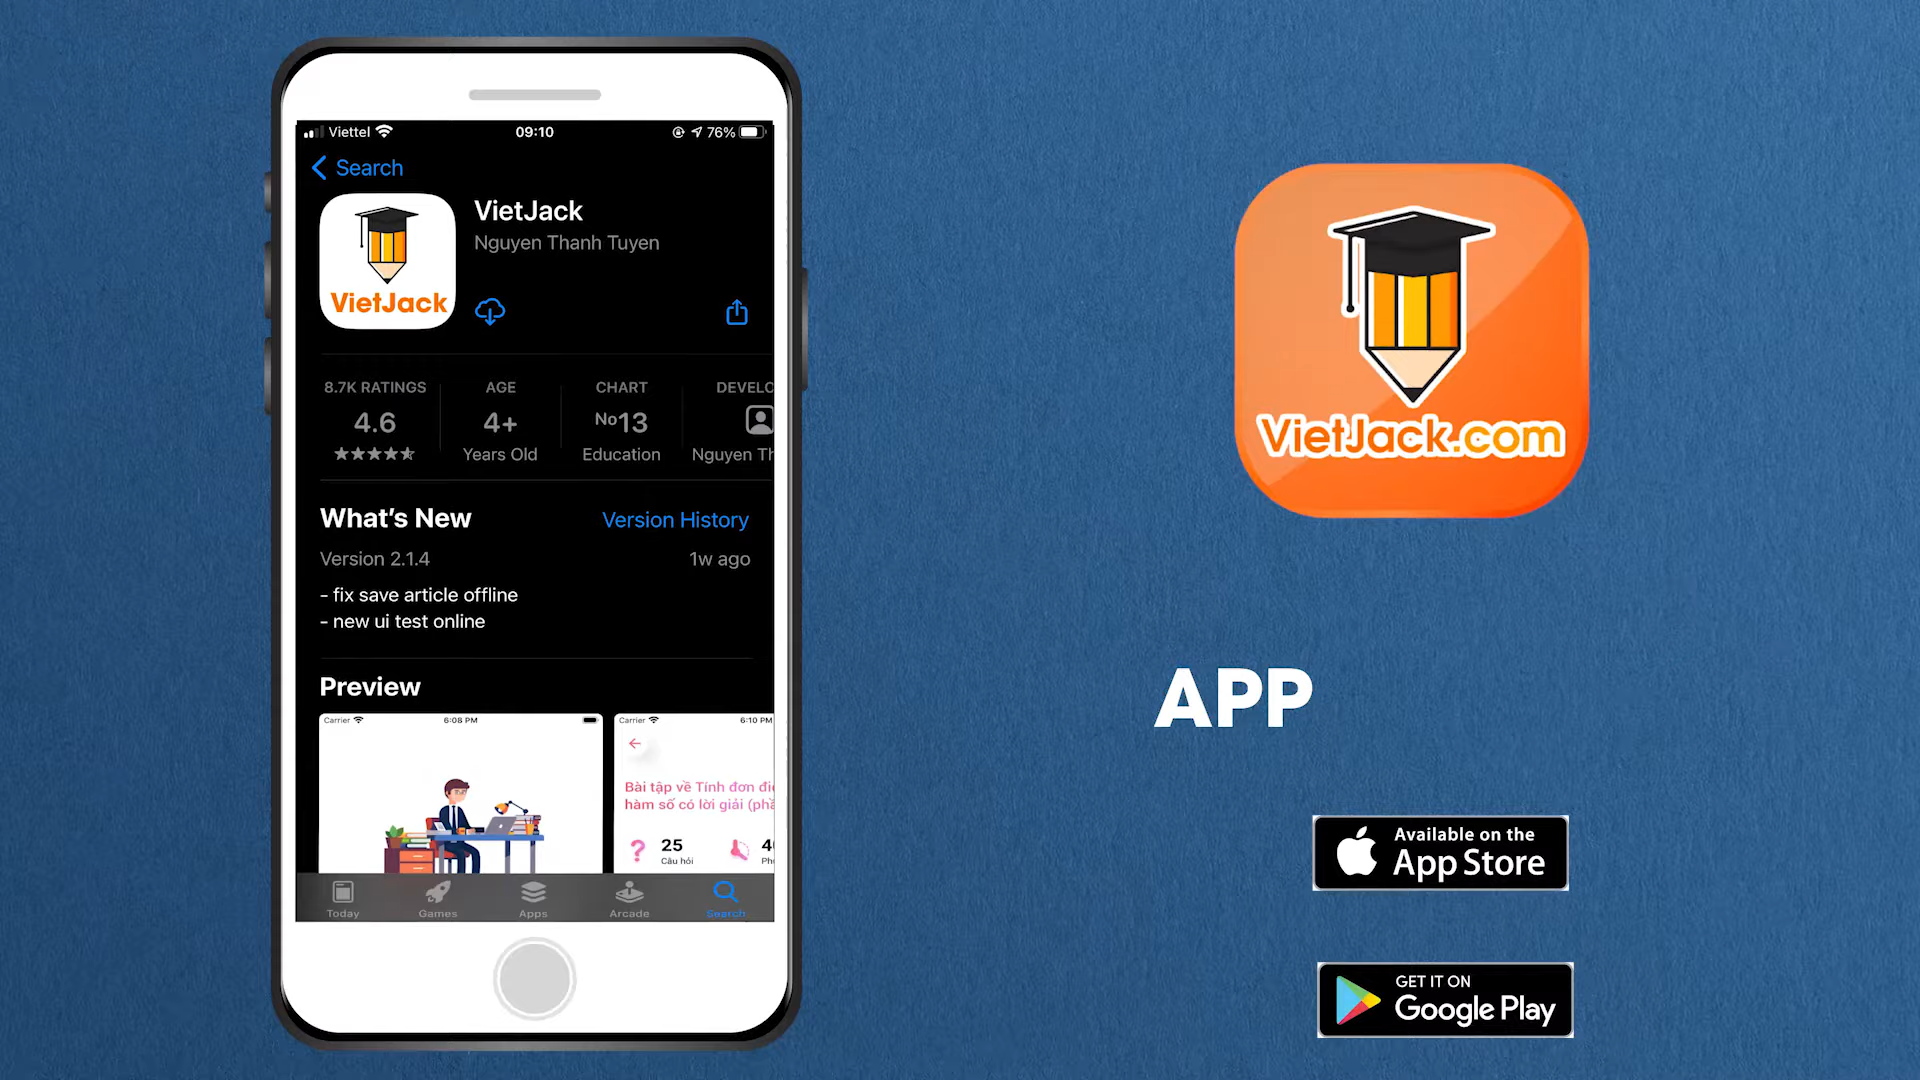 Viettel
09:10
76%
Search
VietJack
VietJack
Nguyen Thanh Tuyen
8.7K RATINGS
4.6
AGE
4+
Years Old
CHART
No13
Education
DEVELO
Nguyen Th
What's New
Version History
Version 2.1.4
1w ago
- fix save article offline
- new ui test online
Preview
Carrier
6:08 PM
Carrier
6:10 PM
Bài tập về Tính đơn đi
hàm số có lời giải (ph
25
Câu hỏi
Today
Games
Apps
Arcade
Search
VietJack.com
APP
Available on the
App Store
GET IT ON
Google Play